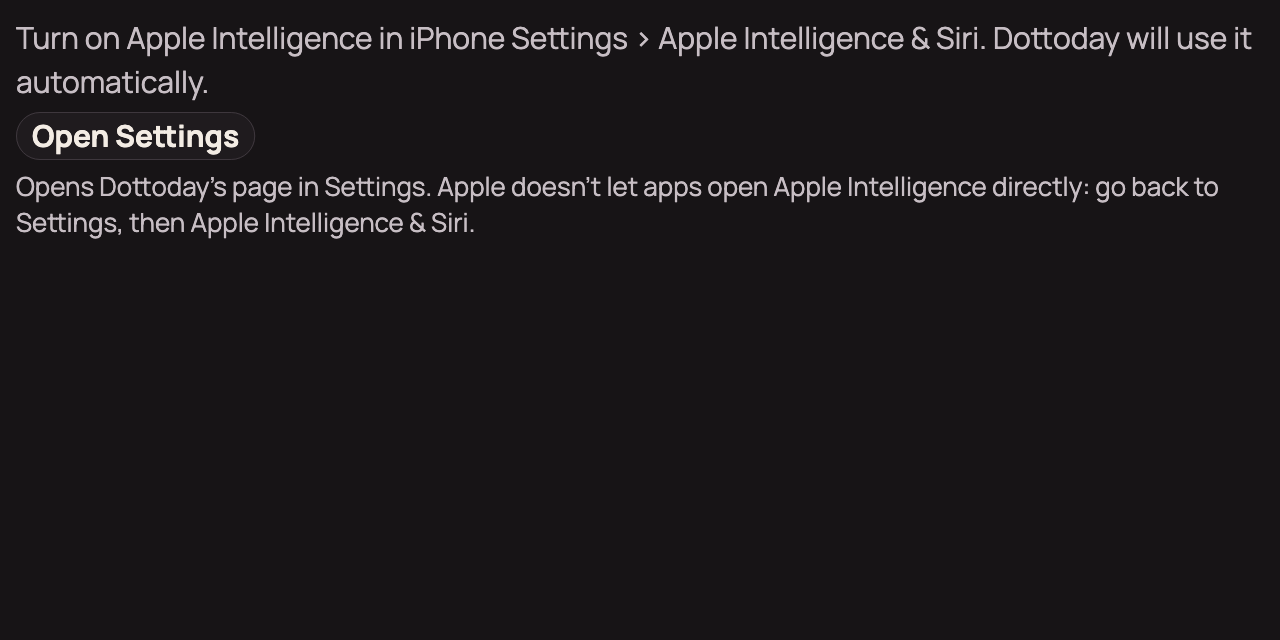 Turn on Apple Intelligence in iPhone Settings > Apple Intelligence & Siri. Dottoday will use it
automatically.
Open Settings
Opens Dottoday’s page in Settings. Apple doesn’t let apps open Apple Intelligence directly: go back to
Settings, then Apple Intelligence & Siri.